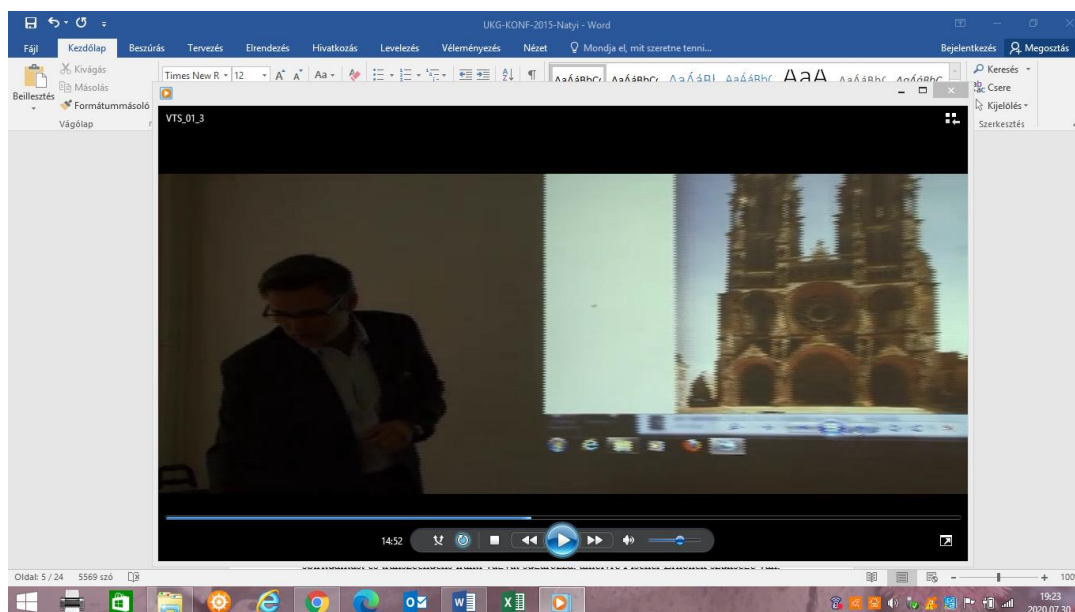 UKG-KONF-2015-Natyi - Word
Fájl Kezdőlap Beszúrás Tervezés Elrendezés Hivatkozás Levelezés Véleményezés Nézet Mondja el, mit szeretne tenni... Bejelentkezés Megosztás
Beillesztés
Kivágás
Másolás
Formátummásoló
Vágólap
Times New R 12
Keresés
Csere
Kijelölés
Szerkesztés
VTS_01_3
14:52
Oldal: 5 / 24 5569 szó
100%
19:23
2020.07.30.